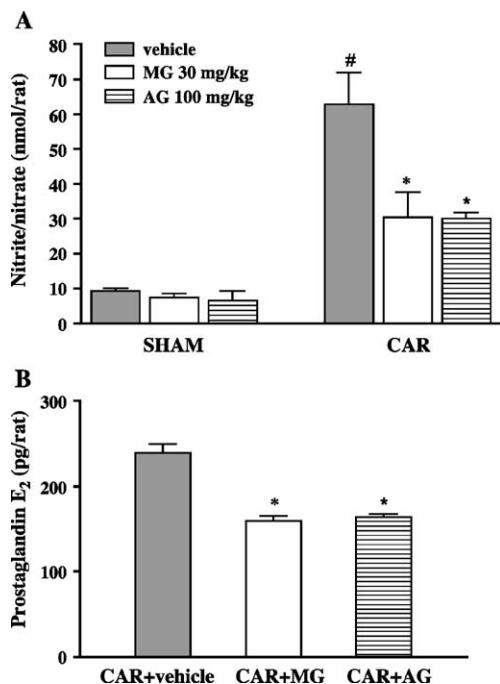 A
vehicle
MG 30 mg/kg
AG 100 mg/kg
Nitrite/nitrate (nmol/rat)
80
70
60
50
40
30
20
10
0
#
*
*
SHAM
CAR
B
Prostaglandin E₂ (pg/rat)
300
200
100
0
*
*
CAR+vehicle CAR+MG CAR+AG